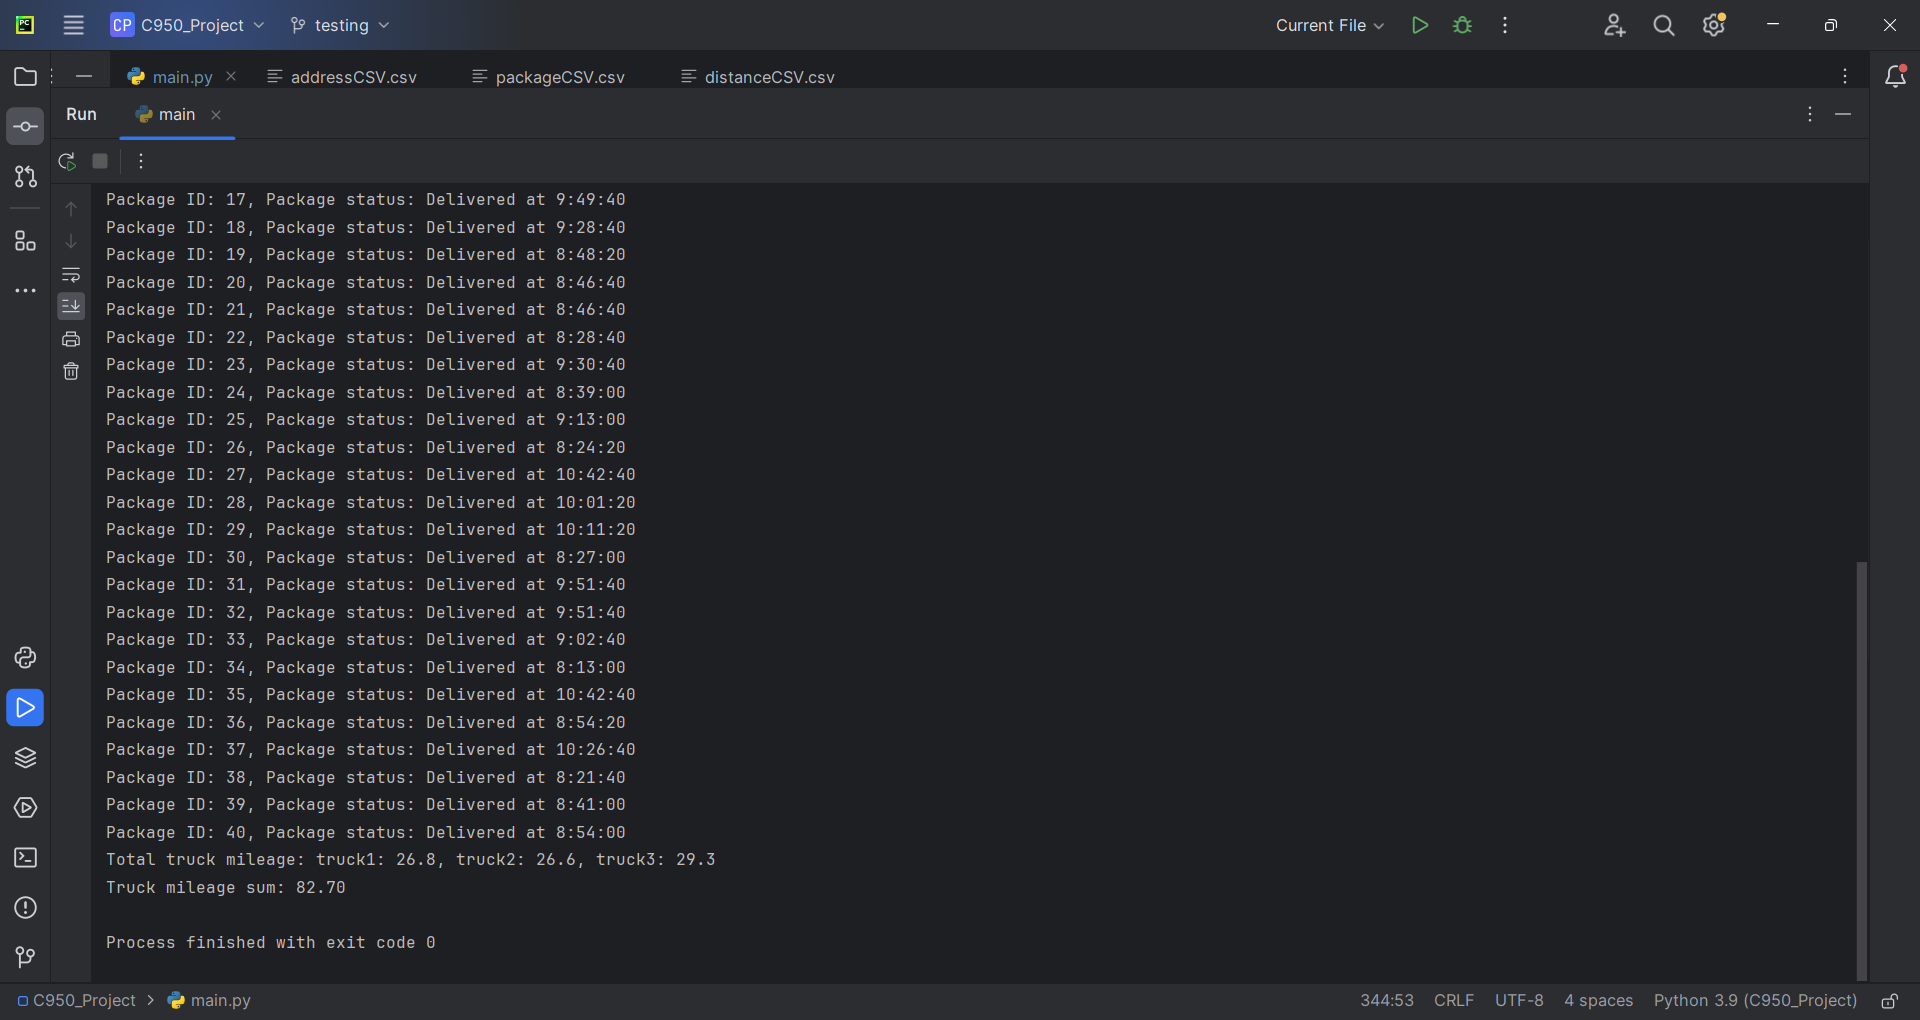 PC
CP C950_Project testing Current File
main.py addressCSV.csv packageCSV.csv distanceCSV.csv
Run main
Package ID: 17, Package status: Delivered at 9:49:40
Package ID: 18, Package status: Delivered at 9:28:40
Package ID: 19, Package status: Delivered at 8:48:20
Package ID: 20, Package status: Delivered at 8:46:40
Package ID: 21, Package status: Delivered at 8:46:40
Package ID: 22, Package status: Delivered at 8:28:40
Package ID: 23, Package status: Delivered at 9:30:40
Package ID: 24, Package status: Delivered at 8:39:00
Package ID: 25, Package status: Delivered at 9:13:00
Package ID: 26, Package status: Delivered at 8:24:20
Package ID: 27, Package status: Delivered at 10:42:40
Package ID: 28, Package status: Delivered at 10:01:20
Package ID: 29, Package status: Delivered at 10:11:20
Package ID: 30, Package status: Delivered at 8:27:00
Package ID: 31, Package status: Delivered at 9:51:40
Package ID: 32, Package status: Delivered at 9:51:40
Package ID: 33, Package status: Delivered at 9:02:40
Package ID: 34, Package status: Delivered at 8:13:00
Package ID: 35, Package status: Delivered at 10:42:40
Package ID: 36, Package status: Delivered at 8:54:20
Package ID: 37, Package status: Delivered at 10:26:40
Package ID: 38, Package status: Delivered at 8:21:40
Package ID: 39, Package status: Delivered at 8:41:00
Package ID: 40, Package status: Delivered at 8:54:00
Total truck mileage: truck1: 26.8, truck2: 26.6, truck3: 29.3
Truck mileage sum: 82.70
Process finished with exit code 0
C950_Project > main.py 344:53 CRLF UTF-8 4 spaces Python 3.9 (C950_Project)